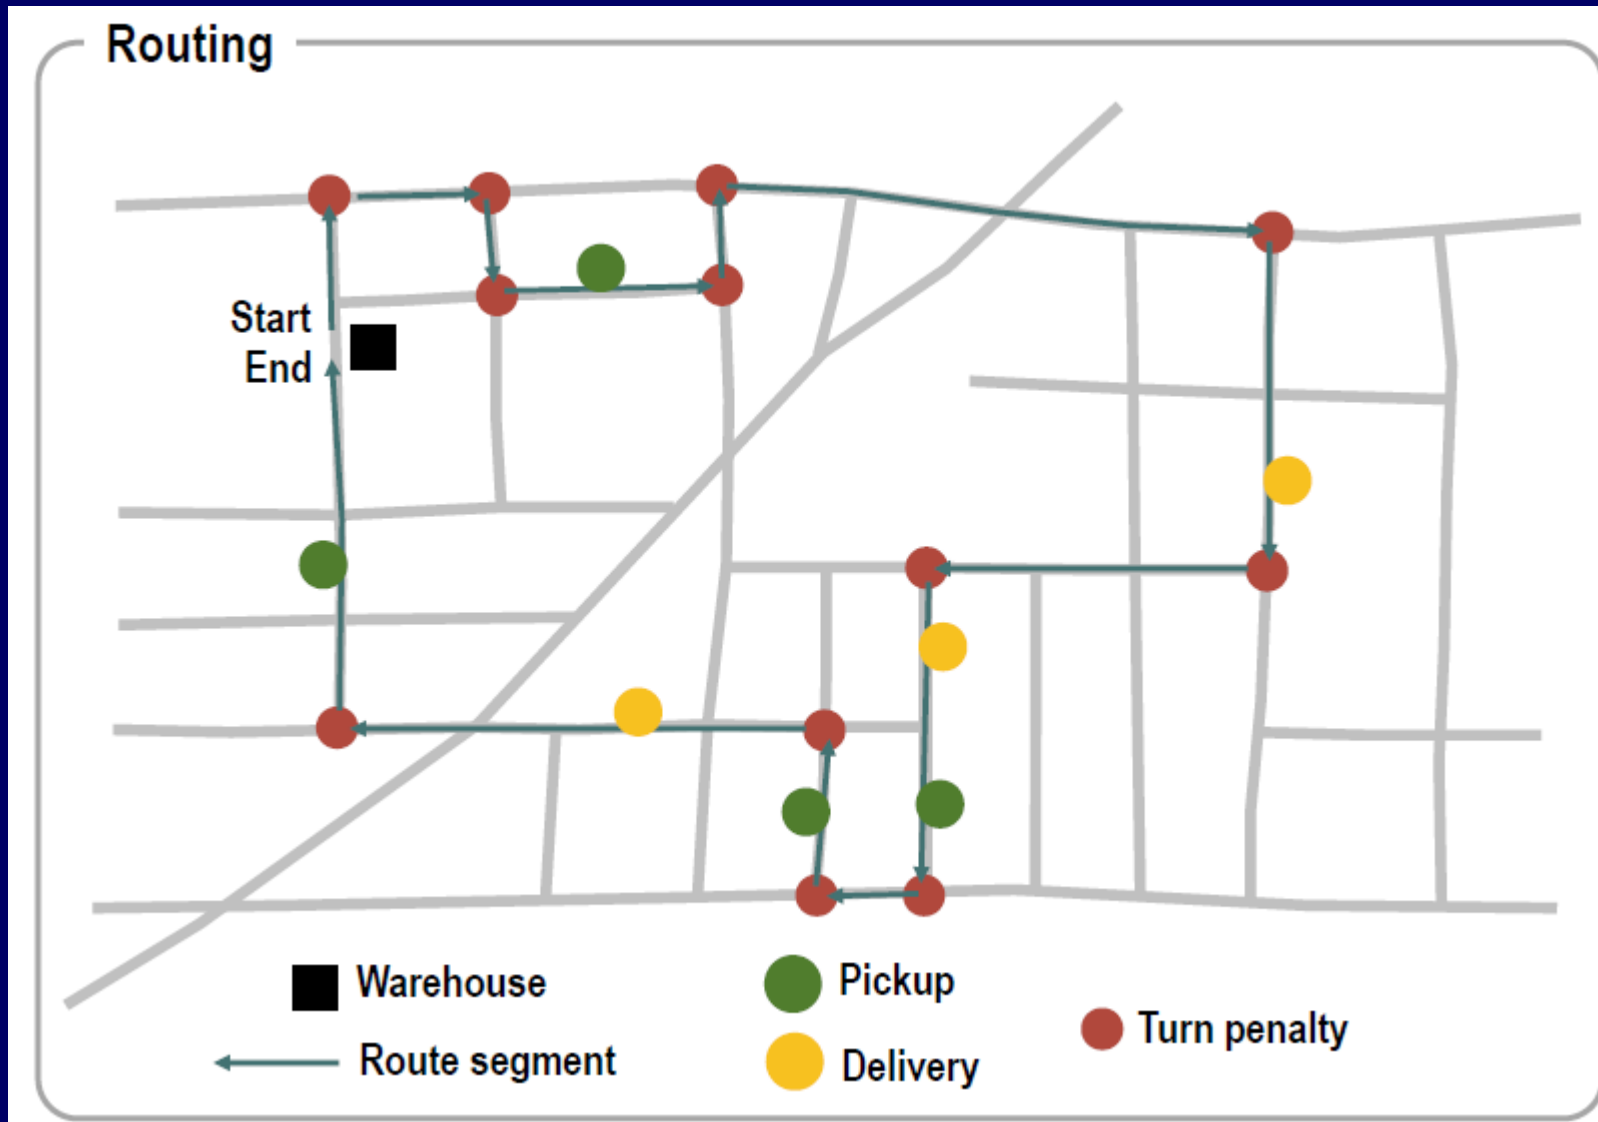 Routing
Start
End
Warehouse
Pickup
Turn penalty
Route segment
Delivery